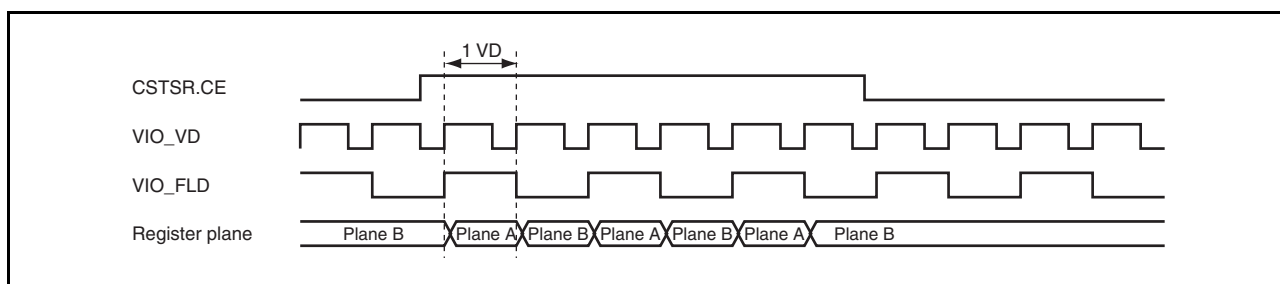 1 VD
CSTSR.CE
VIO_VD
VIO_FLD
Register plane Plane B Plane A Plane B Plane A Plane B Plane A Plane B